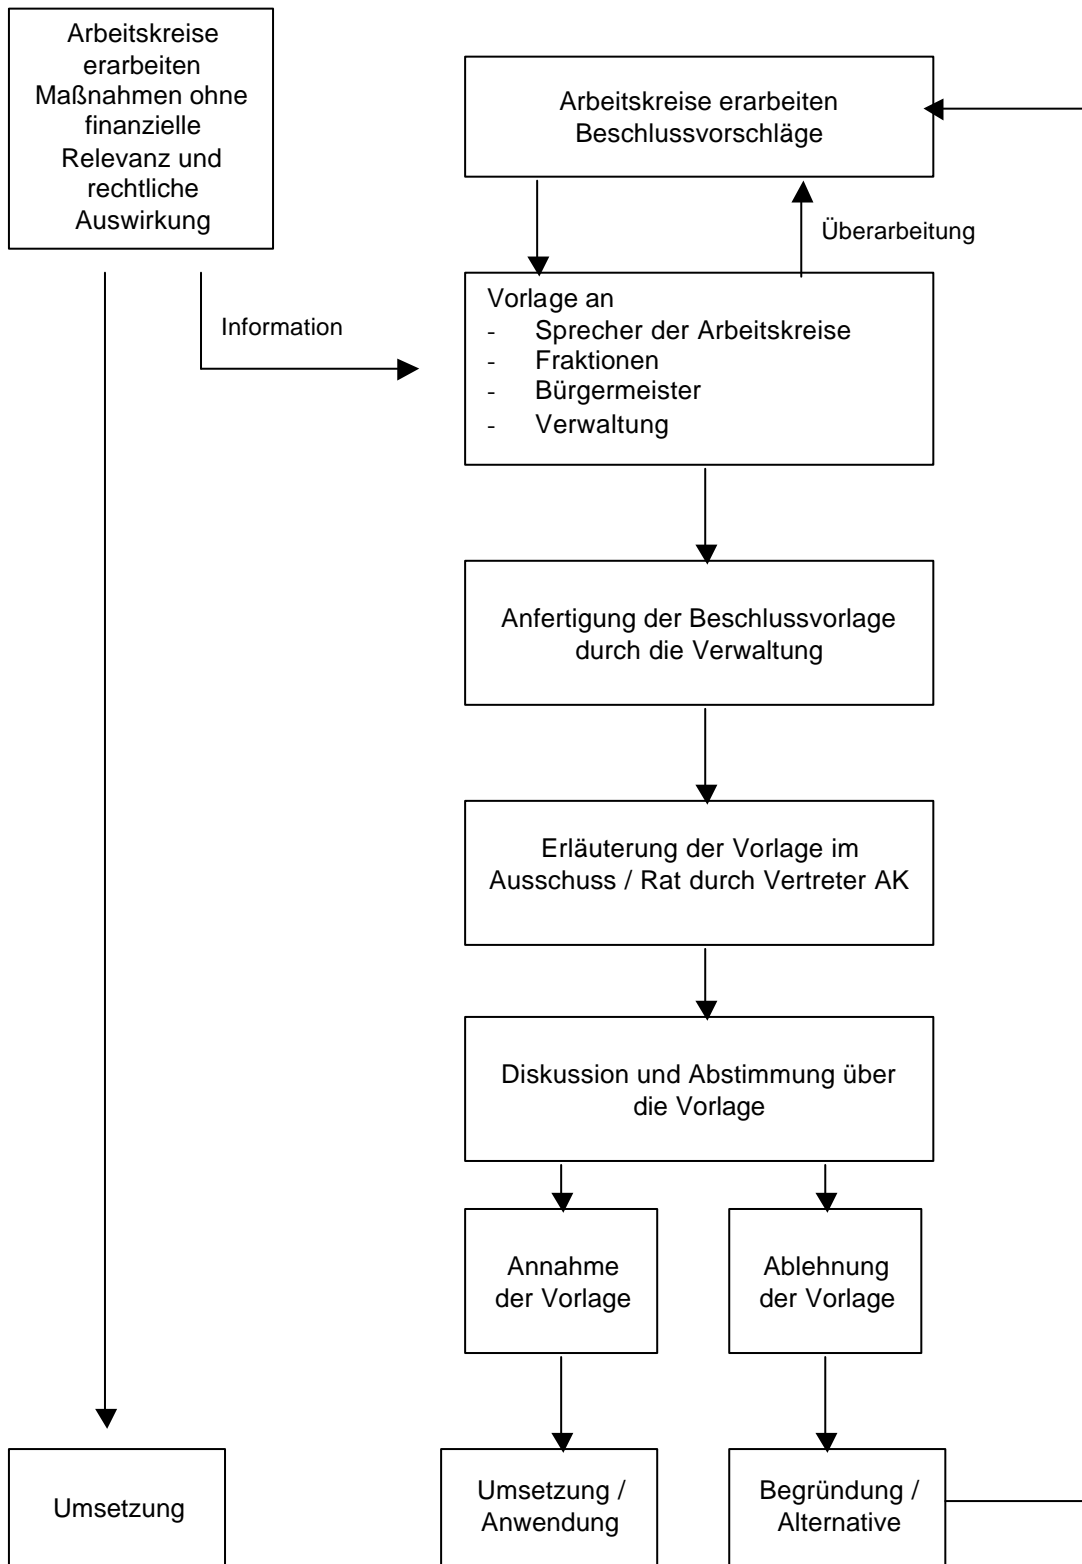 Arbeitskreise
erarbeiten
Maßnahmen ohne
finanzielle
Relevanz und
rechtliche
Auswirkung
Arbeitskreise erarbeiten
Beschlussvorschläge
Überarbeitung
Information
Vorlage an
- Sprecher der Arbeitskreise
- Fraktionen
- Bürgermeister
- Verwaltung
Anfertigung der Beschlussvorlage
durch die Verwaltung
Erläuterung der Vorlage im
Ausschuss / Rat durch Vertreter AK
Diskussion und Abstimmung über
die Vorlage
Annahme
der Vorlage
Ablehnung
der Vorlage
Umsetzung
Umsetzung /
Anwendung
Begründung /
Alternative